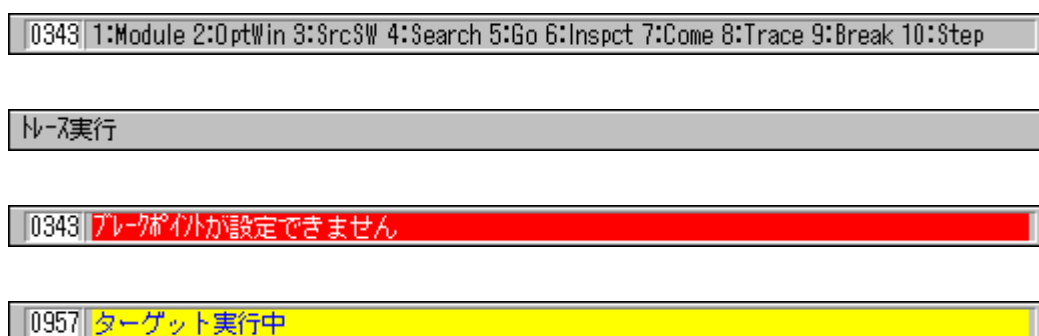 0343 1:Module 2:OptWin 3:SrcSW 4:Search 5:Go 6:Inspct 7:Come 8:Trace 9:Break 10:Step
ﾄﾚｰｽ実行
0343 ﾌﾞﾚｰｸﾎﾟｲﾝﾄが設定できません
0957 ターゲット実行中